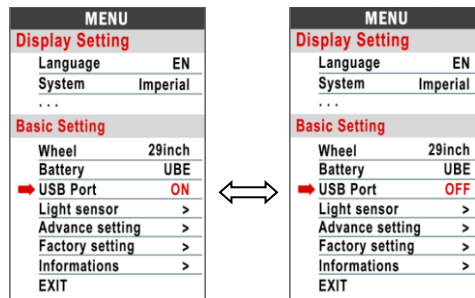 MENU
Display Setting
Language EN
System Imperial
. . .
Basic Setting
Wheel 29inch
Battery UBE
USB Port ON
Light sensor >
Advance setting >
Factory setting >
Informations >
EXIT
MENU
Display Setting
Language EN
System Imperial
. . .
Basic Setting
Wheel 29inch
Battery UBE
USB Port OFF
Light sensor >
Advance setting >
Factory setting >
Informations >
EXIT